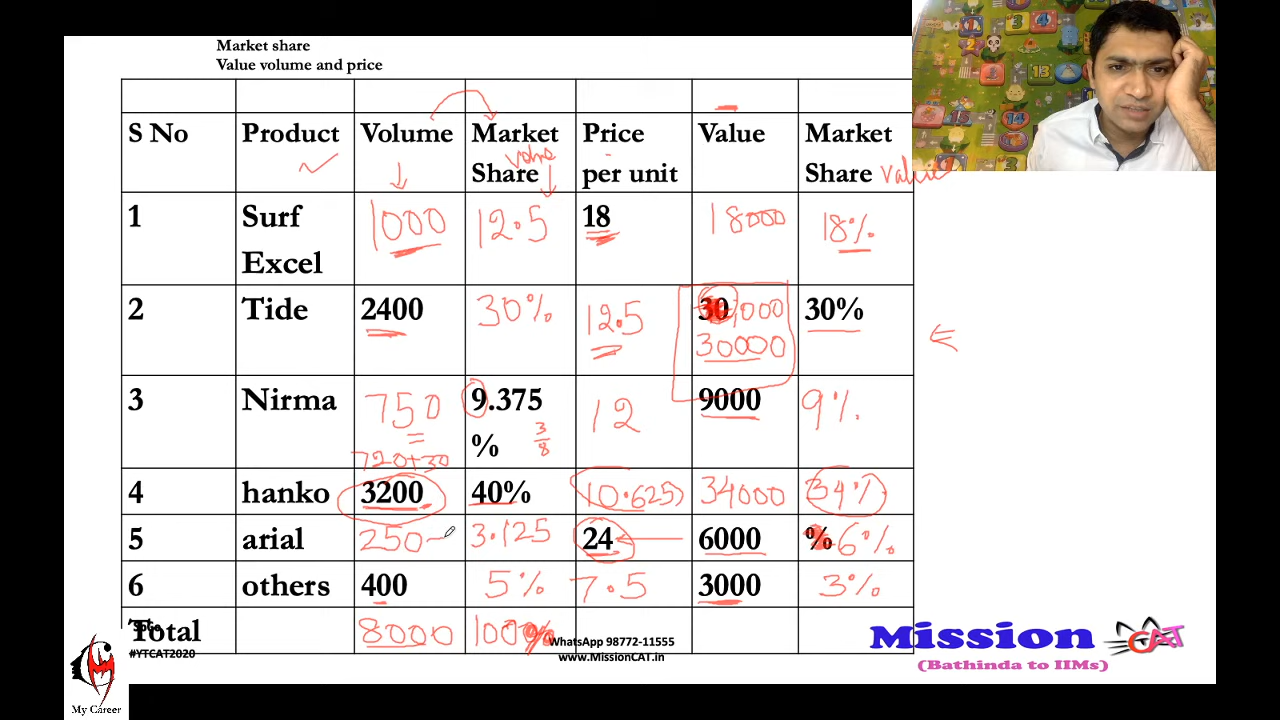 Market share
Value volume and price
S No Product Volume Market Share volume Price per unit Value Market Share value
1 Surf Excel 1000 12.5 18 18000 18%
2 Tide 2400 30% 12.5 30,000 30000 30%
3 Nirma 750 720+30 9.375 % 3/8 12 9000 9%
4 hanko 3200 40% 10.625 34000 34%
5 arial 250 3.125 24 6000 % 6%
6 others 400 5% 7.5 3000 3%
Total 8000 100%
#YTCAT2020
WhatsApp 98772-11555
www.MissionCAT.in
Mission CAT
(Bathinda to IIMs)
My Career